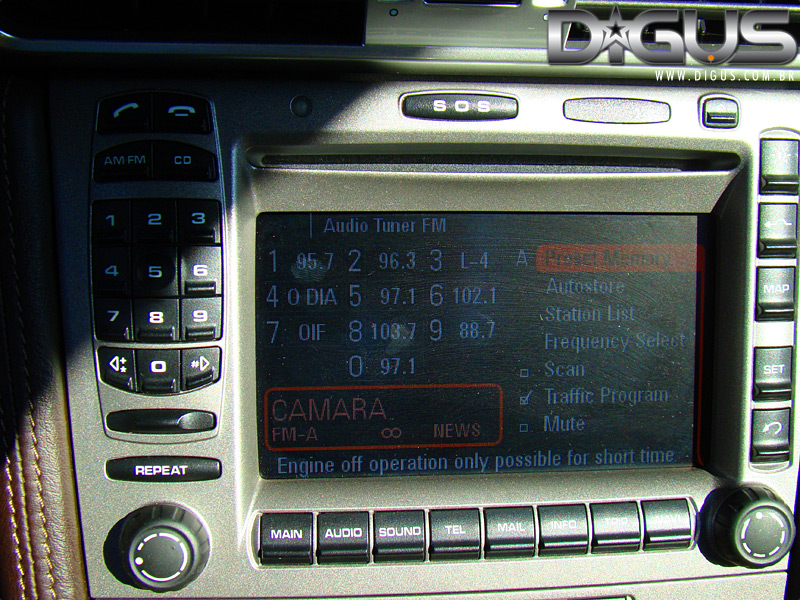 DIGUS
WWW.DIGUS.COM.BR
SOS
AM FM CD
1 2 3
4 5 6
7 8 9
* 0 #
REPEAT
Audio Tuner FM
1 95.7 2 96.3 3 L-4
4 O DIA 5 97.1 6 102.1
7 OIF 8 103.7 9 88.7
0 97.1
A Preset Memory
Autostore
Station List
Frequency Select
Scan
Traffic Program
Mute
CAMARA
FM-A ∞ NEWS
Engine off operation only possible for short time.
MAP
SET
MAIN AUDIO SOUND TEL MAIL INFO TRIP